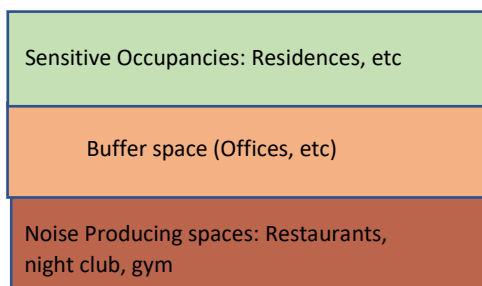 Sensitive Occupancies: Residences, etc
Buffer space (Offices, etc)
Noise Producing spaces: Restaurants,
night club, gym